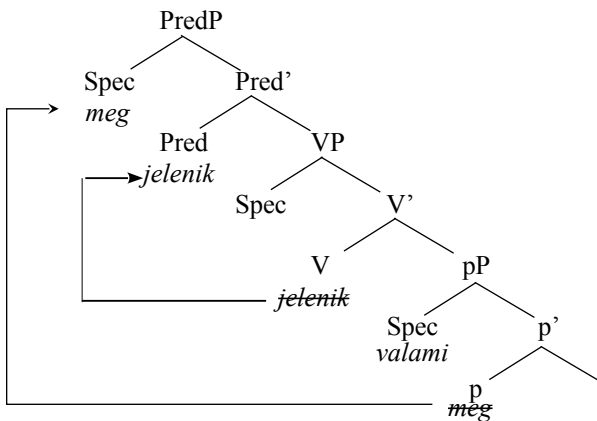 PredP
Spec Pred’
meg
Pred VP
jelenik
Spec V’
V pP
jelenik
Spec p’
valami
p
meg